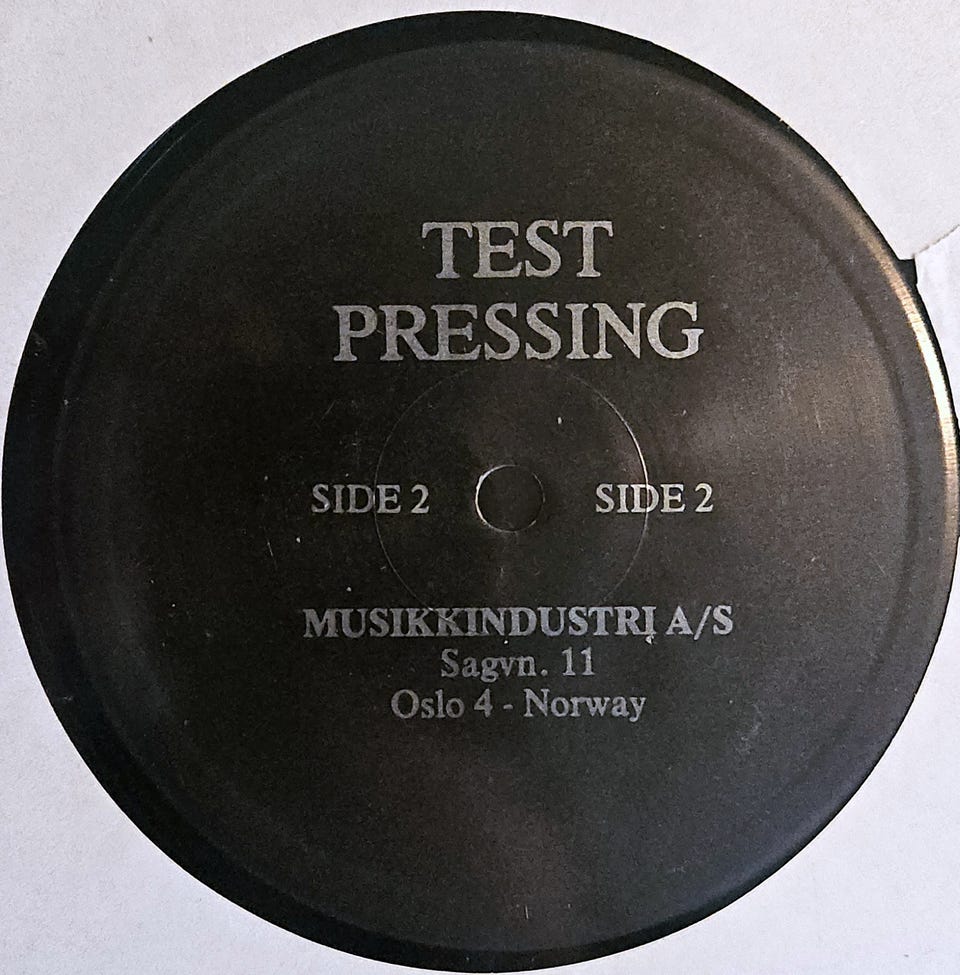 TEST
PRESSING
SIDE 2 SIDE 2
MUSIKKINDUSTRI A/S
Sagvn. 11
Oslo 4 - Norway